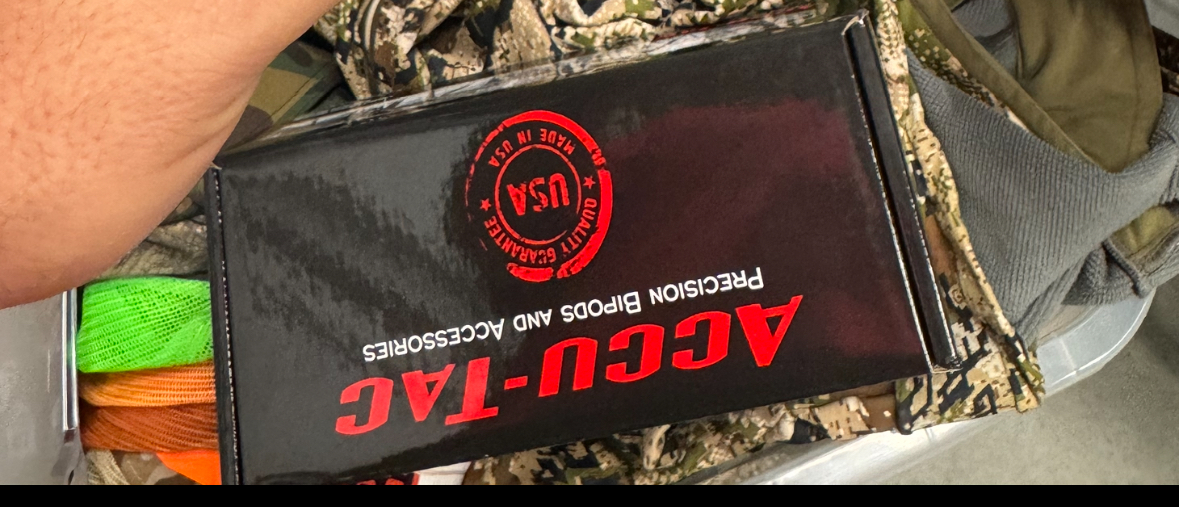 ACCU-TAC
PRECISION BIPODS AND ACCESSORIES
MADE IN USA
USA
QUALITY GUARANTEE